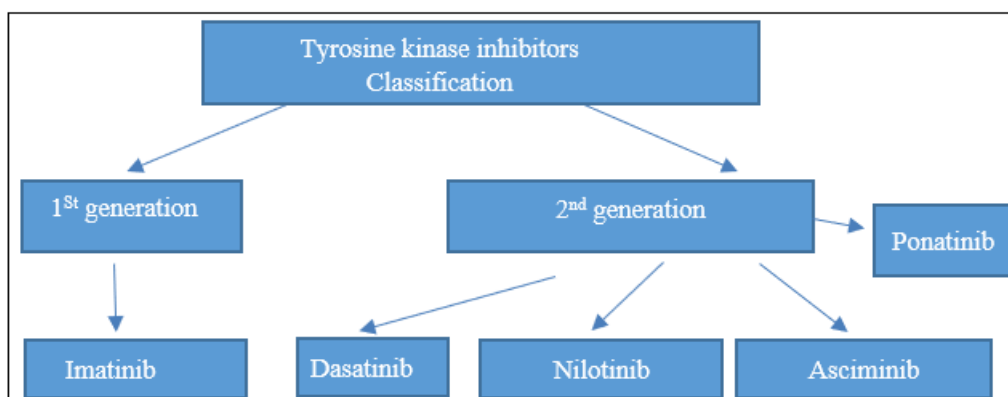 Tyrosine kinase inhibitors
Classification
1St generation
2nd generation
Ponatinib
Imatinib
Dasatinib
Nilotinib
Asciminib